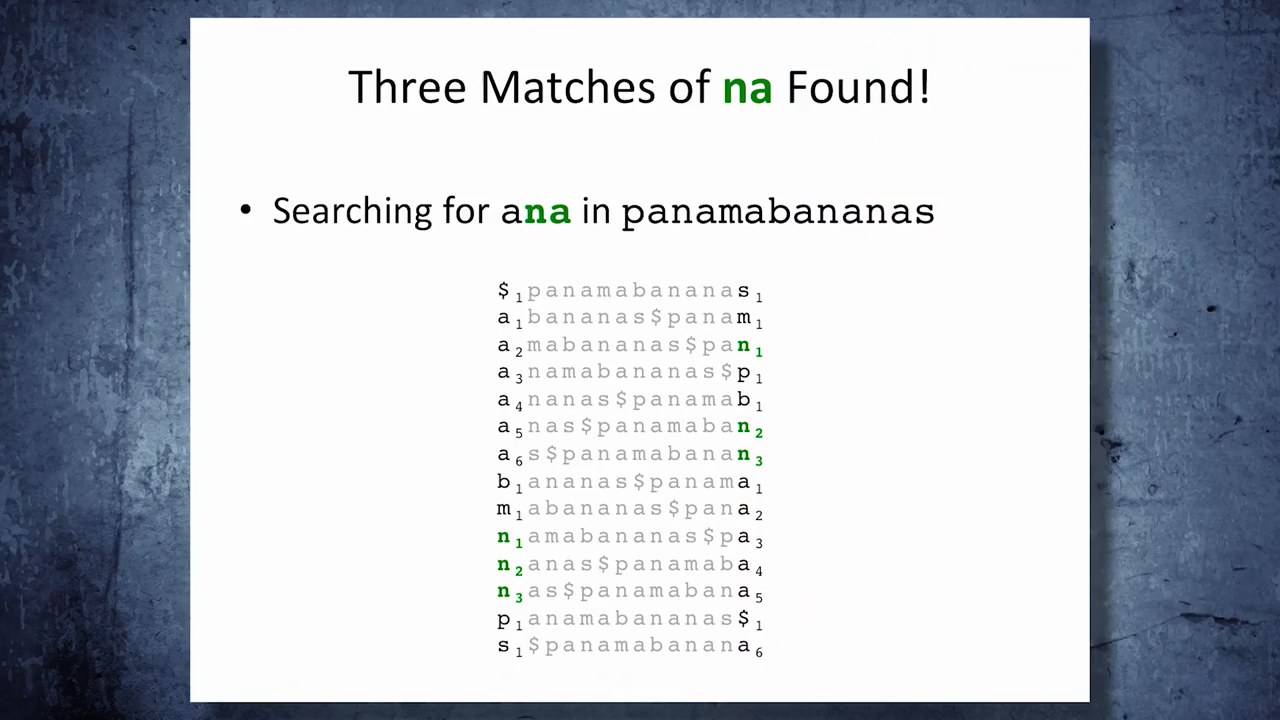 Three Matches of na Found!
• Searching for ana in panamabananas
$1panamabananas1
a1bananas$panam1
a2mabananas$pan1
a3namabananas$p1
a4nanas$panamab1
a5nas$panamaban2
a6s$panamabanan3
b1ananas$panama1
m1abananas$pana2
n1amabananas$pa3
n2anas$panamaba4
n3as$panamabana5
p1anamabananas$1
s1$panamabanana6